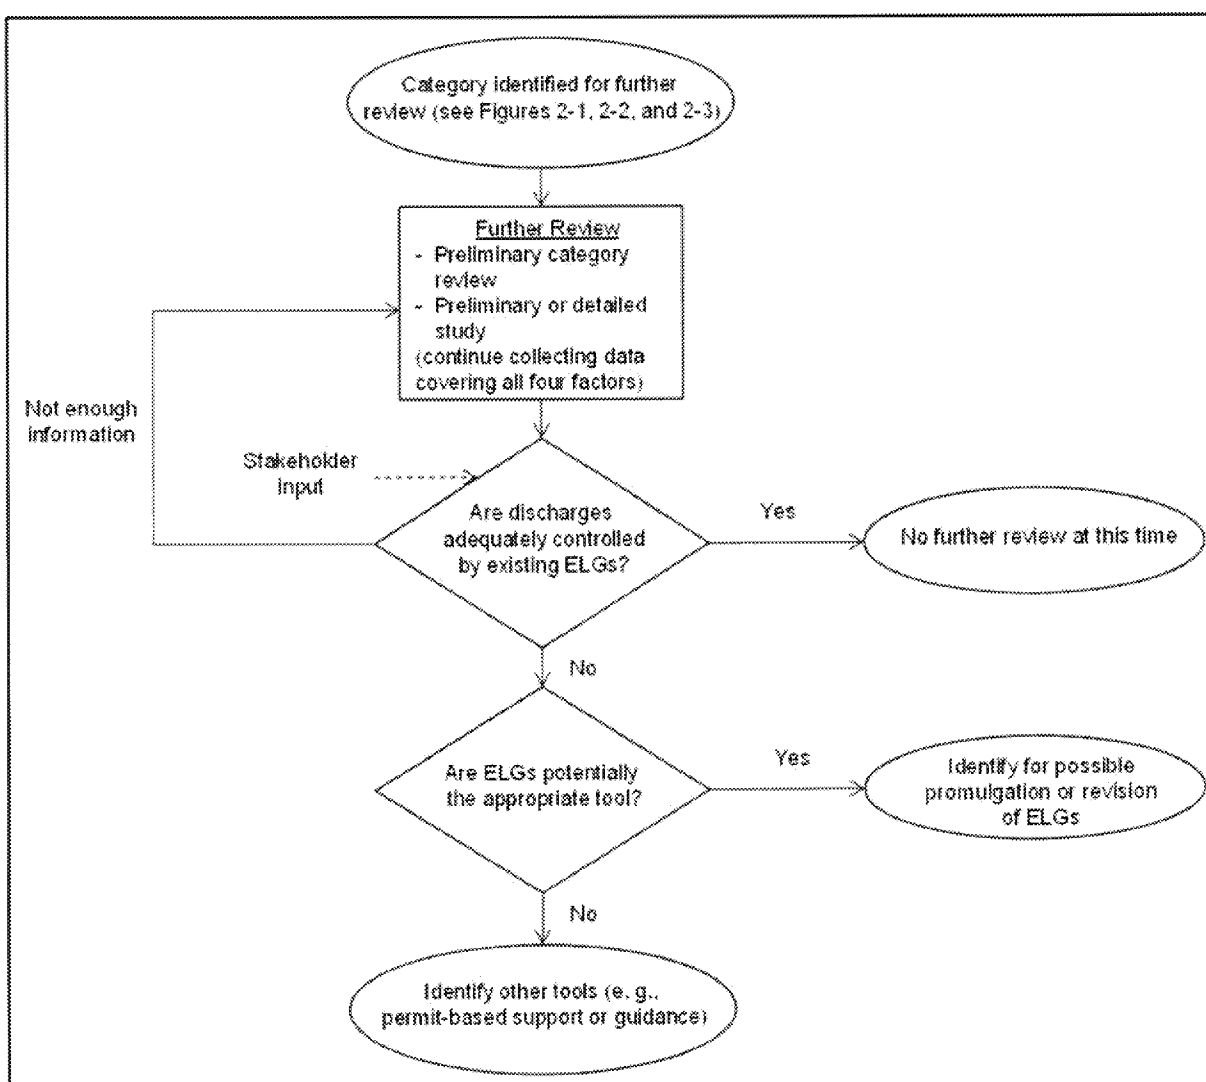 Category identified for further
review (see Figures 2-1, 2-2, and 2-3)
Further Review
- Preliminary category
review
- Preliminary or detailed
study
(continue collecting data
covering all four factors)
Not enough
information
Stakeholder
Input
Are discharges
adequately controlled
by existing ELGs?
Yes
No further review at this time
No
Are ELGs potentially
the appropriate tool?
Yes
Identify for possible
promulgation or revision
of ELGs
No
Identify other tools (e. g.,
permit-based support or guidance)